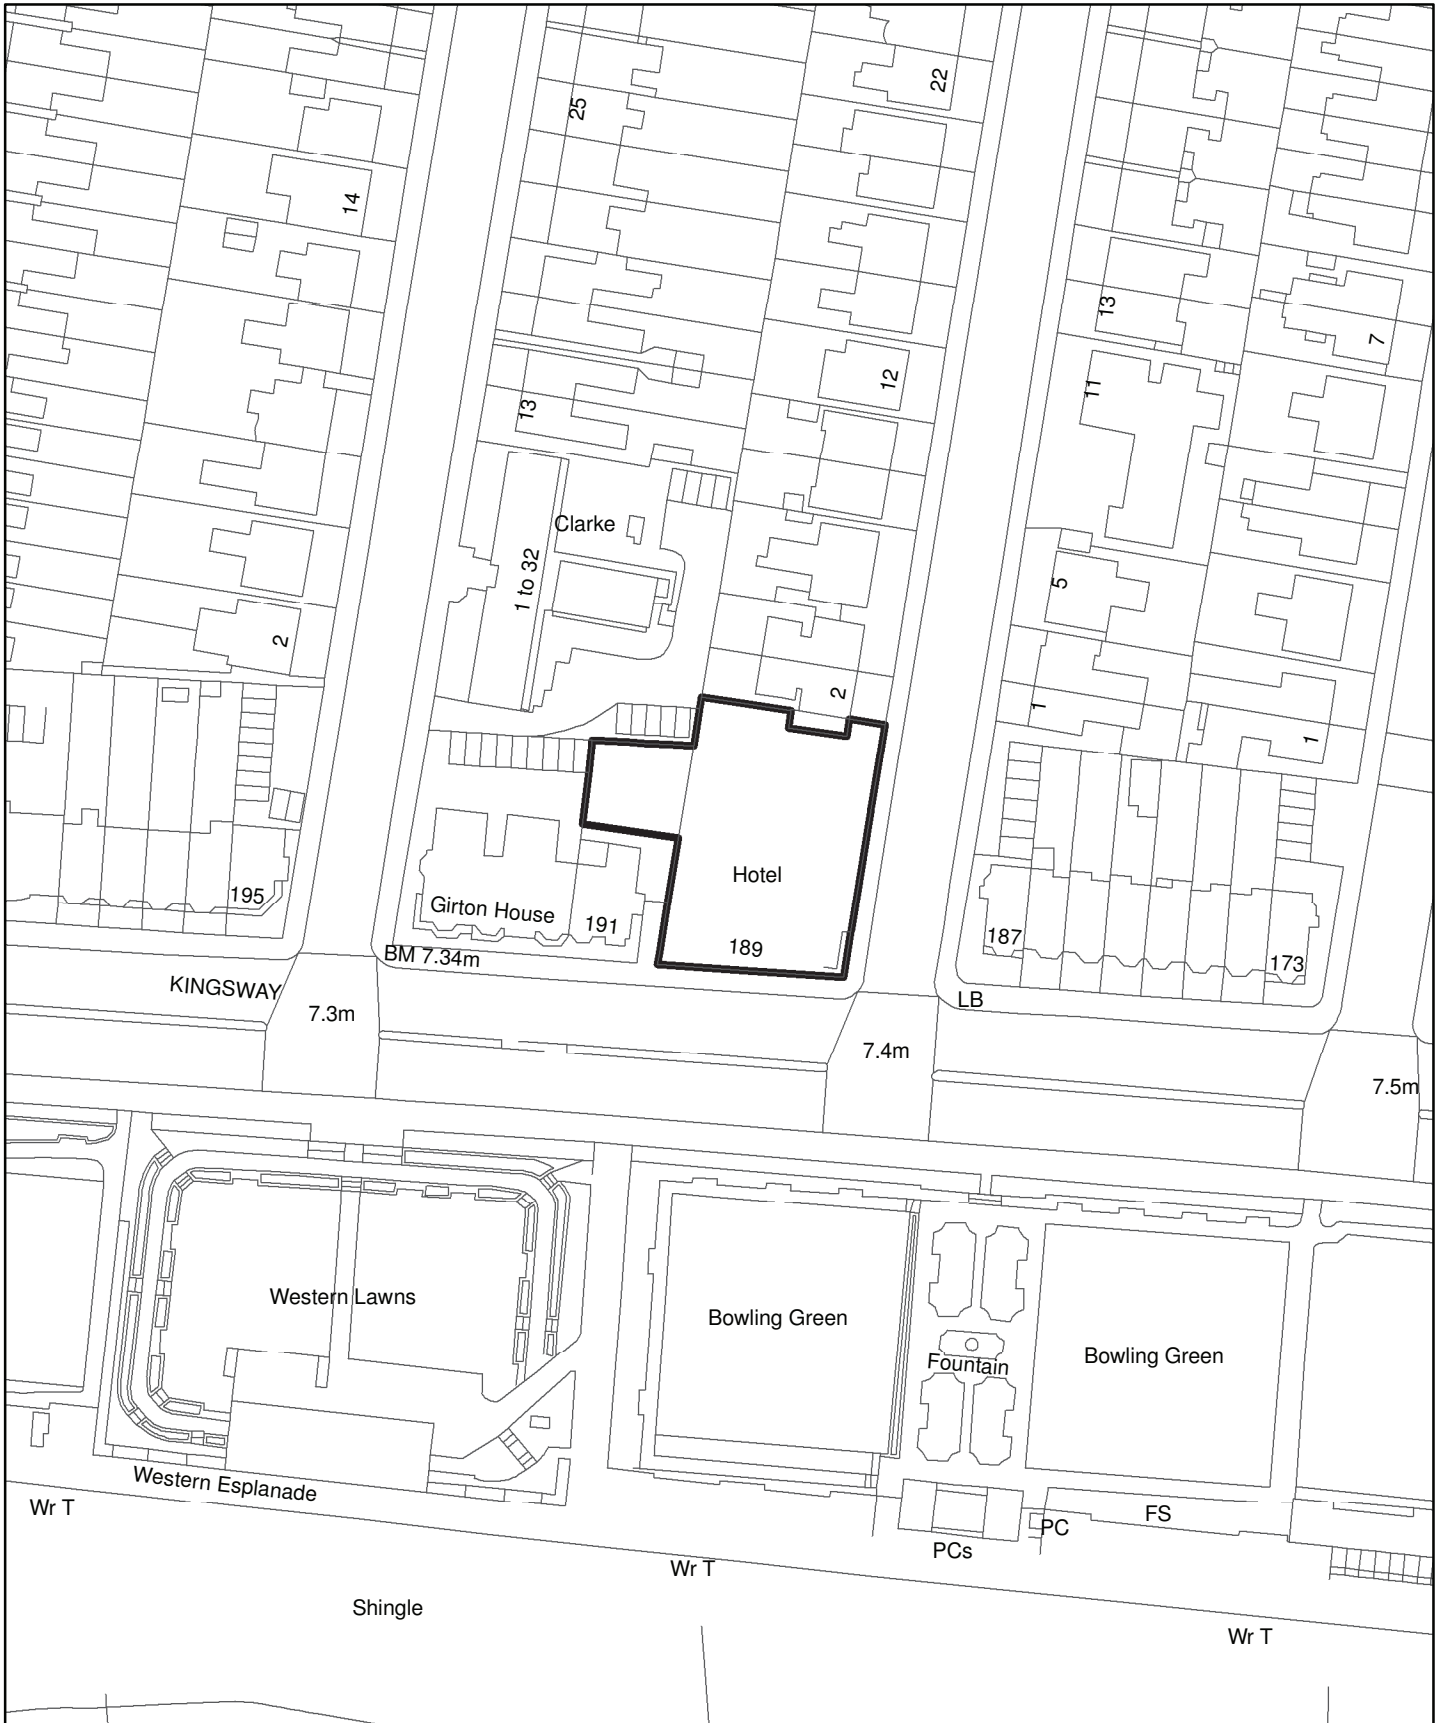 22
25
14
13
7
12
11
13
Clarke
1 to 32
5
2
2
1
1
Hotel
195
Girton House
191
189
187
173
BM 7.34m
KINGSWAY
LB
7.3m
7.4m
7.5m
Western Lawns
Bowling Green
Fountain
Bowling Green
Western Esplanade
Wr T
FS
PC
PCs
Wr T
Shingle
Wr T